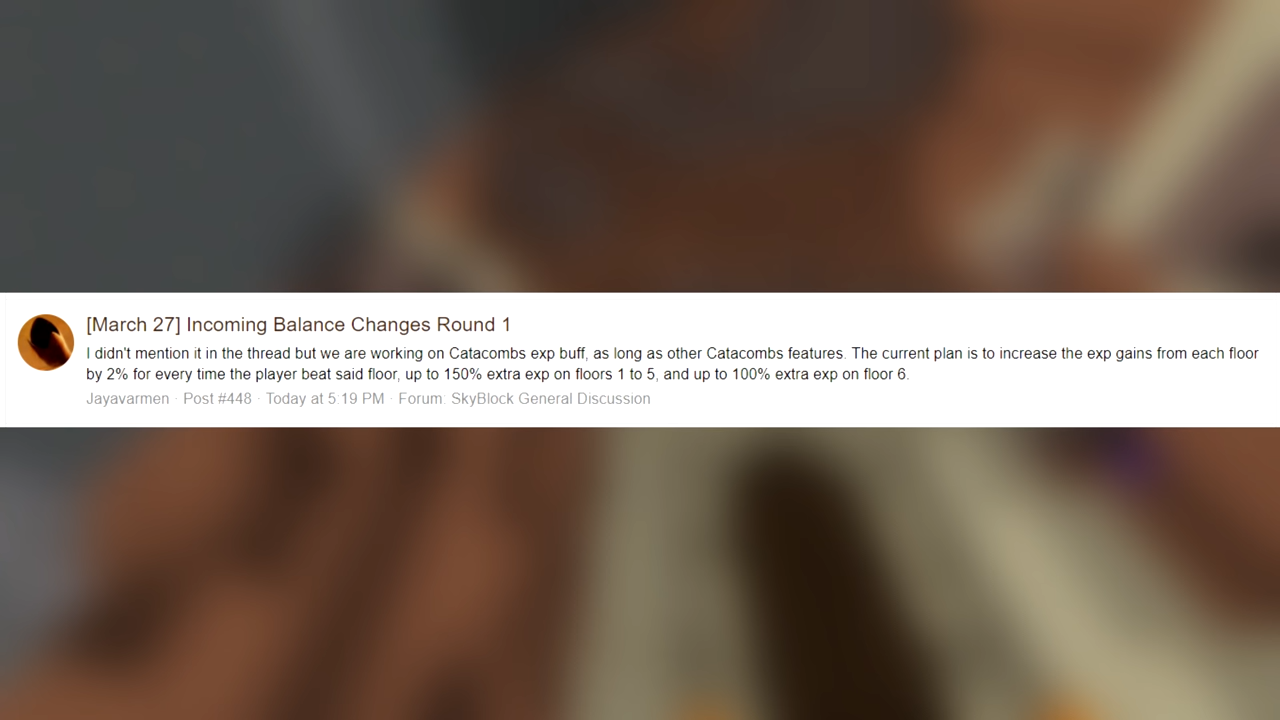 [March 27] Incoming Balance Changes Round 1
I didn't mention it in the thread but we are working on Catacombs exp buff, as long as other Catacombs features. The current plan is to increase the exp gains from each floor
by 2% for every time the player beat said floor, up to 150% extra exp on floors 1 to 5, and up to 100% extra exp on floor 6.
Jayavarmen · Post #448 · Today at 5:19 PM · Forum: SkyBlock General Discussion